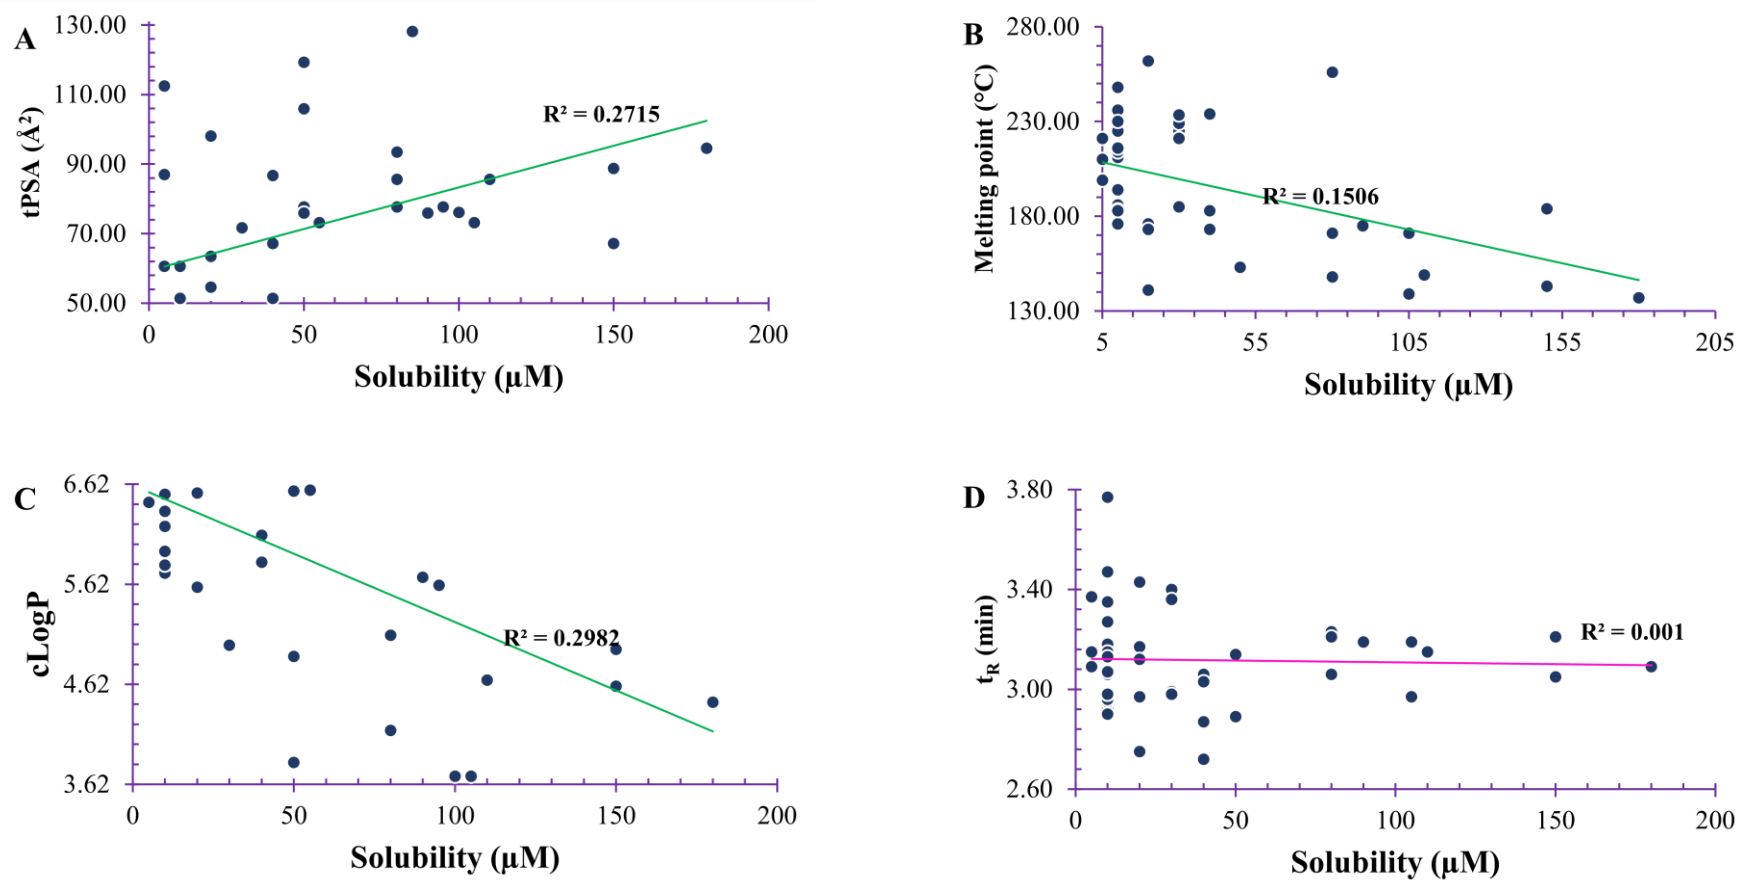 A
tPSA (Å²)
130.00
110.00
90.00
70.00
50.00
R² = 0.2715
0 50 100 150 200
Solubility (µM)
B
Melting point (°C)
280.00
230.00
180.00
130.00
R² = 0.1506
5 55 105 155 205
Solubility (µM)
C
cLogP
6.62
5.62
4.62
3.62
R² = 0.2982
0 50 100 150 200
Solubility (µM)
D
tR (min)
3.80
3.40
3.00
2.60
R² = 0.001
0 50 100 150 200
Solubility (µM)